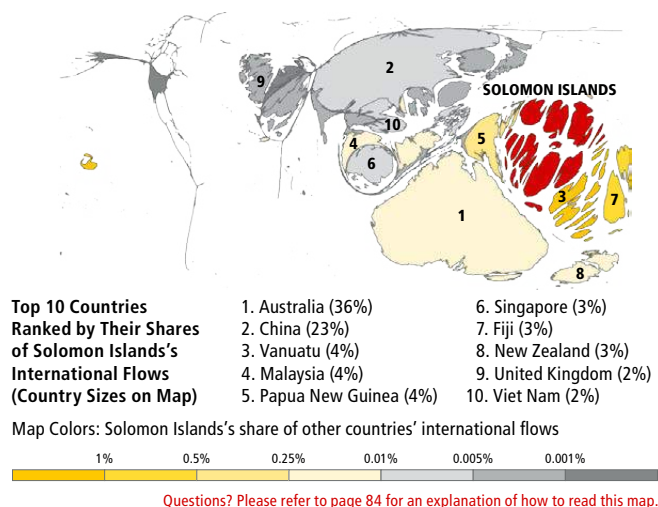 2
9
SOLOMON ISLANDS
10
5
4
6
3
7
1
8
Top 10 Countries
Ranked by Their Shares
of Solomon Islands's
International Flows
(Country Sizes on Map)
1. Australia (36%)
2. China (23%)
3. Vanuatu (4%)
4. Malaysia (4%)
5. Papua New Guinea (4%)
6. Singapore (3%)
7. Fiji (3%)
8. New Zealand (3%)
9. United Kingdom (2%)
10. Viet Nam (2%)
Map Colors: Solomon Islands's share of other countries' international flows
1% 0.5% 0.25% 0.01% 0.005% 0.001%
Questions? Please refer to page 84 for an explanation of how to read this map.